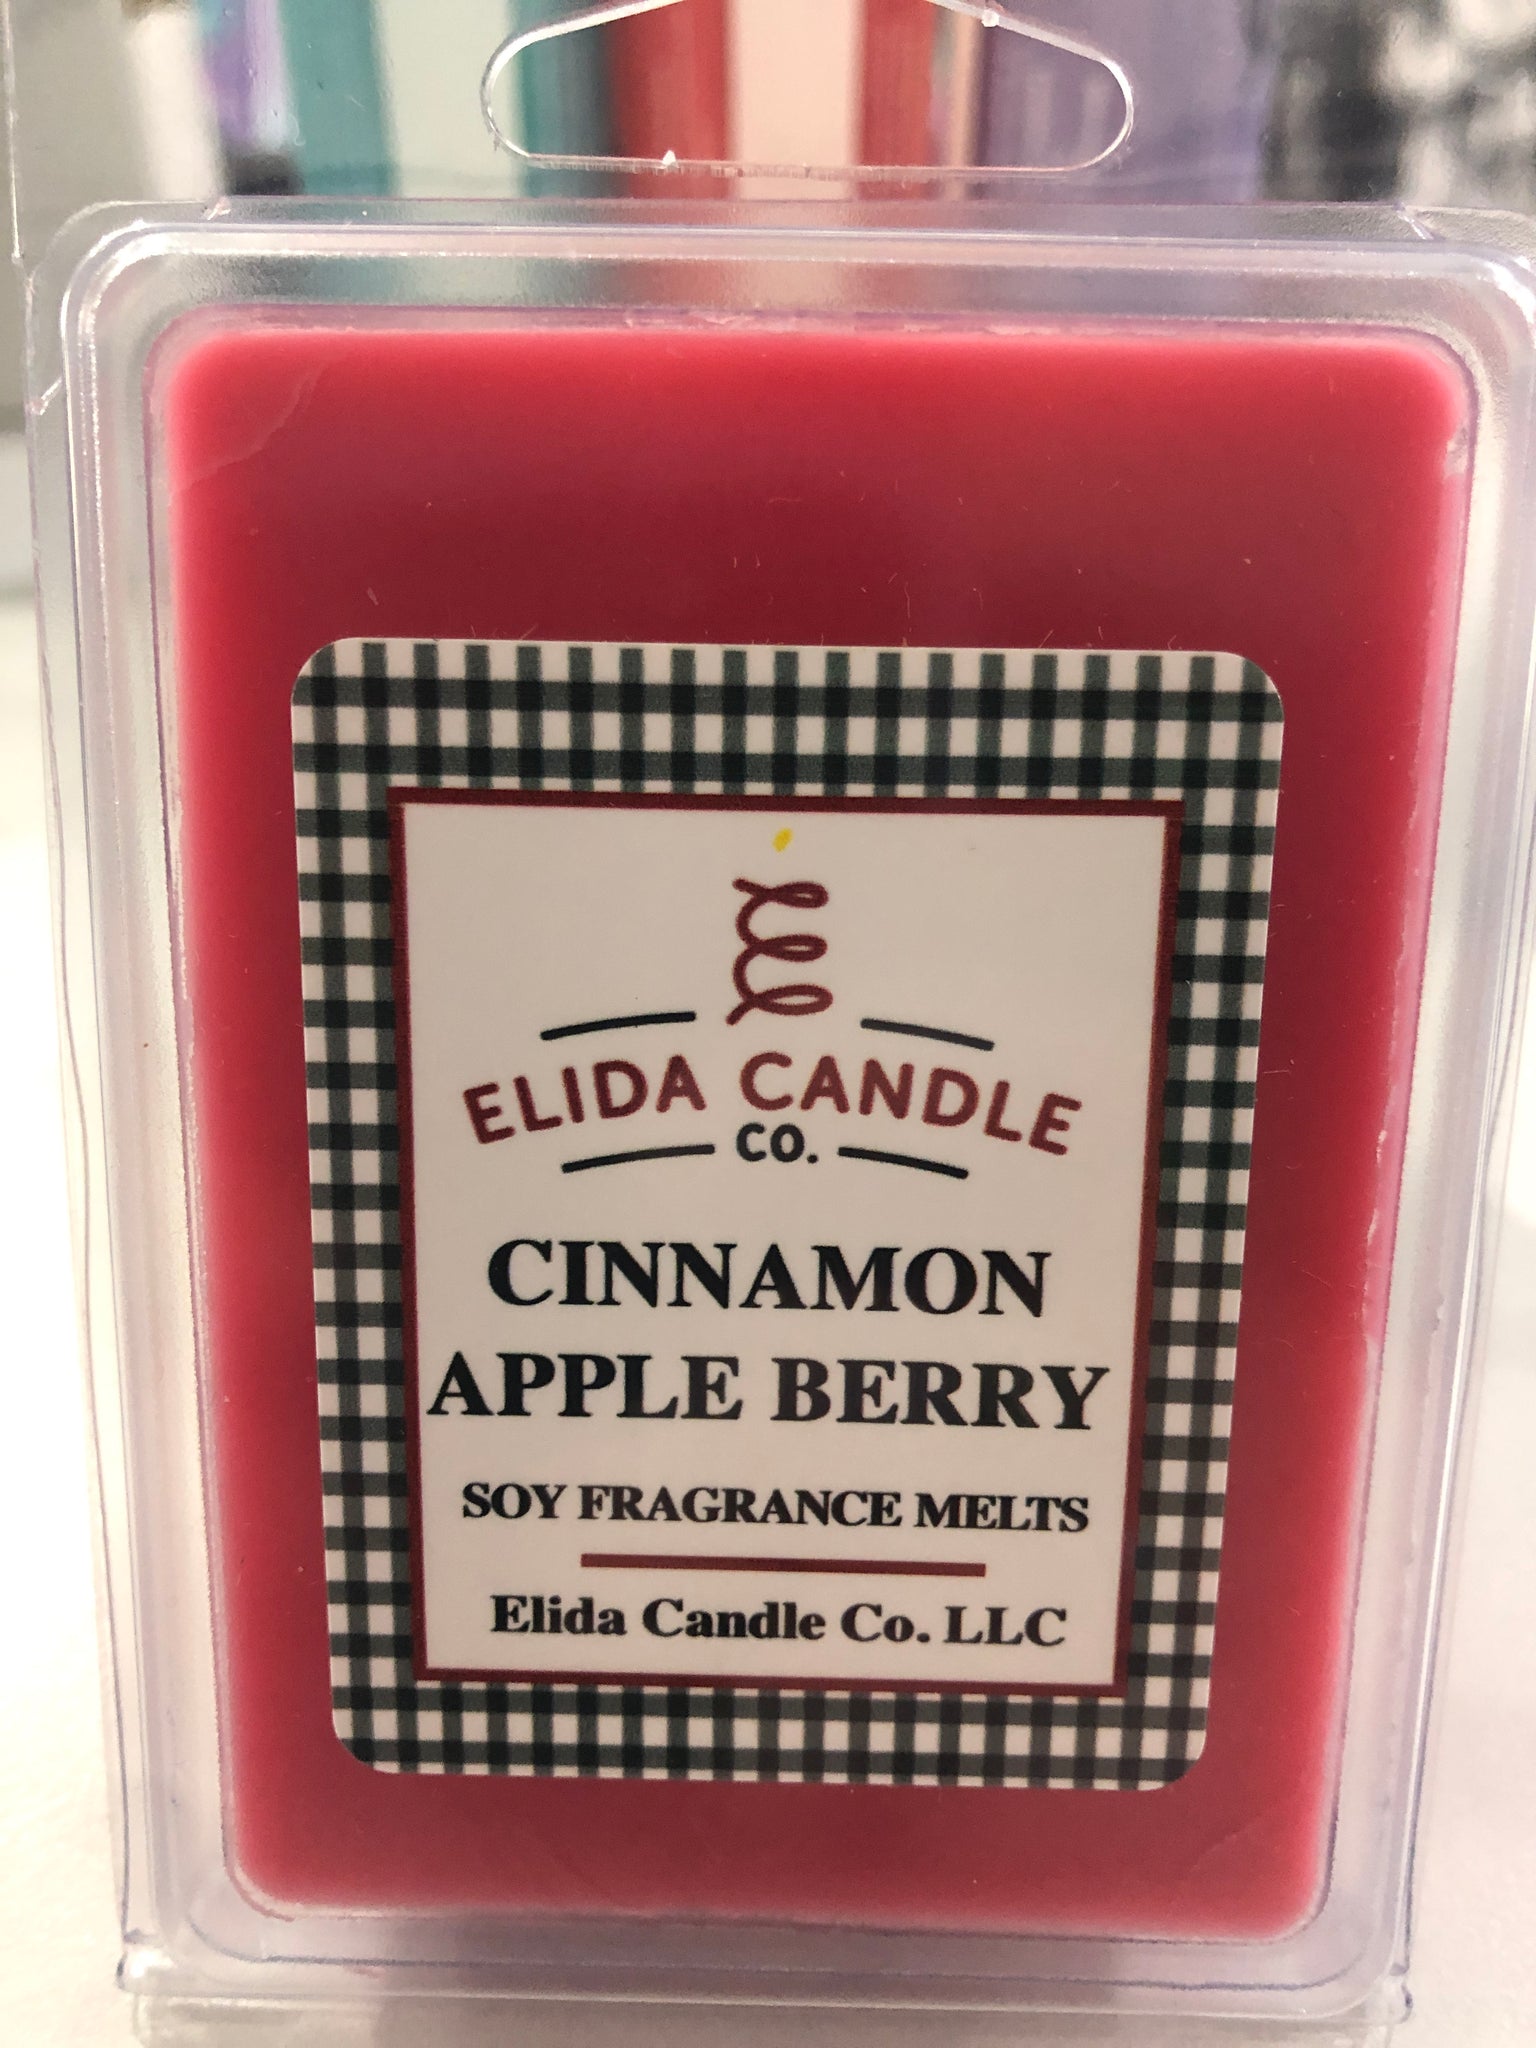 ELIDA CANDLE
CO.
CINNAMON
APPLE BERRY
SOY FRAGRANCE MELTS
Elida Candle Co. LLC